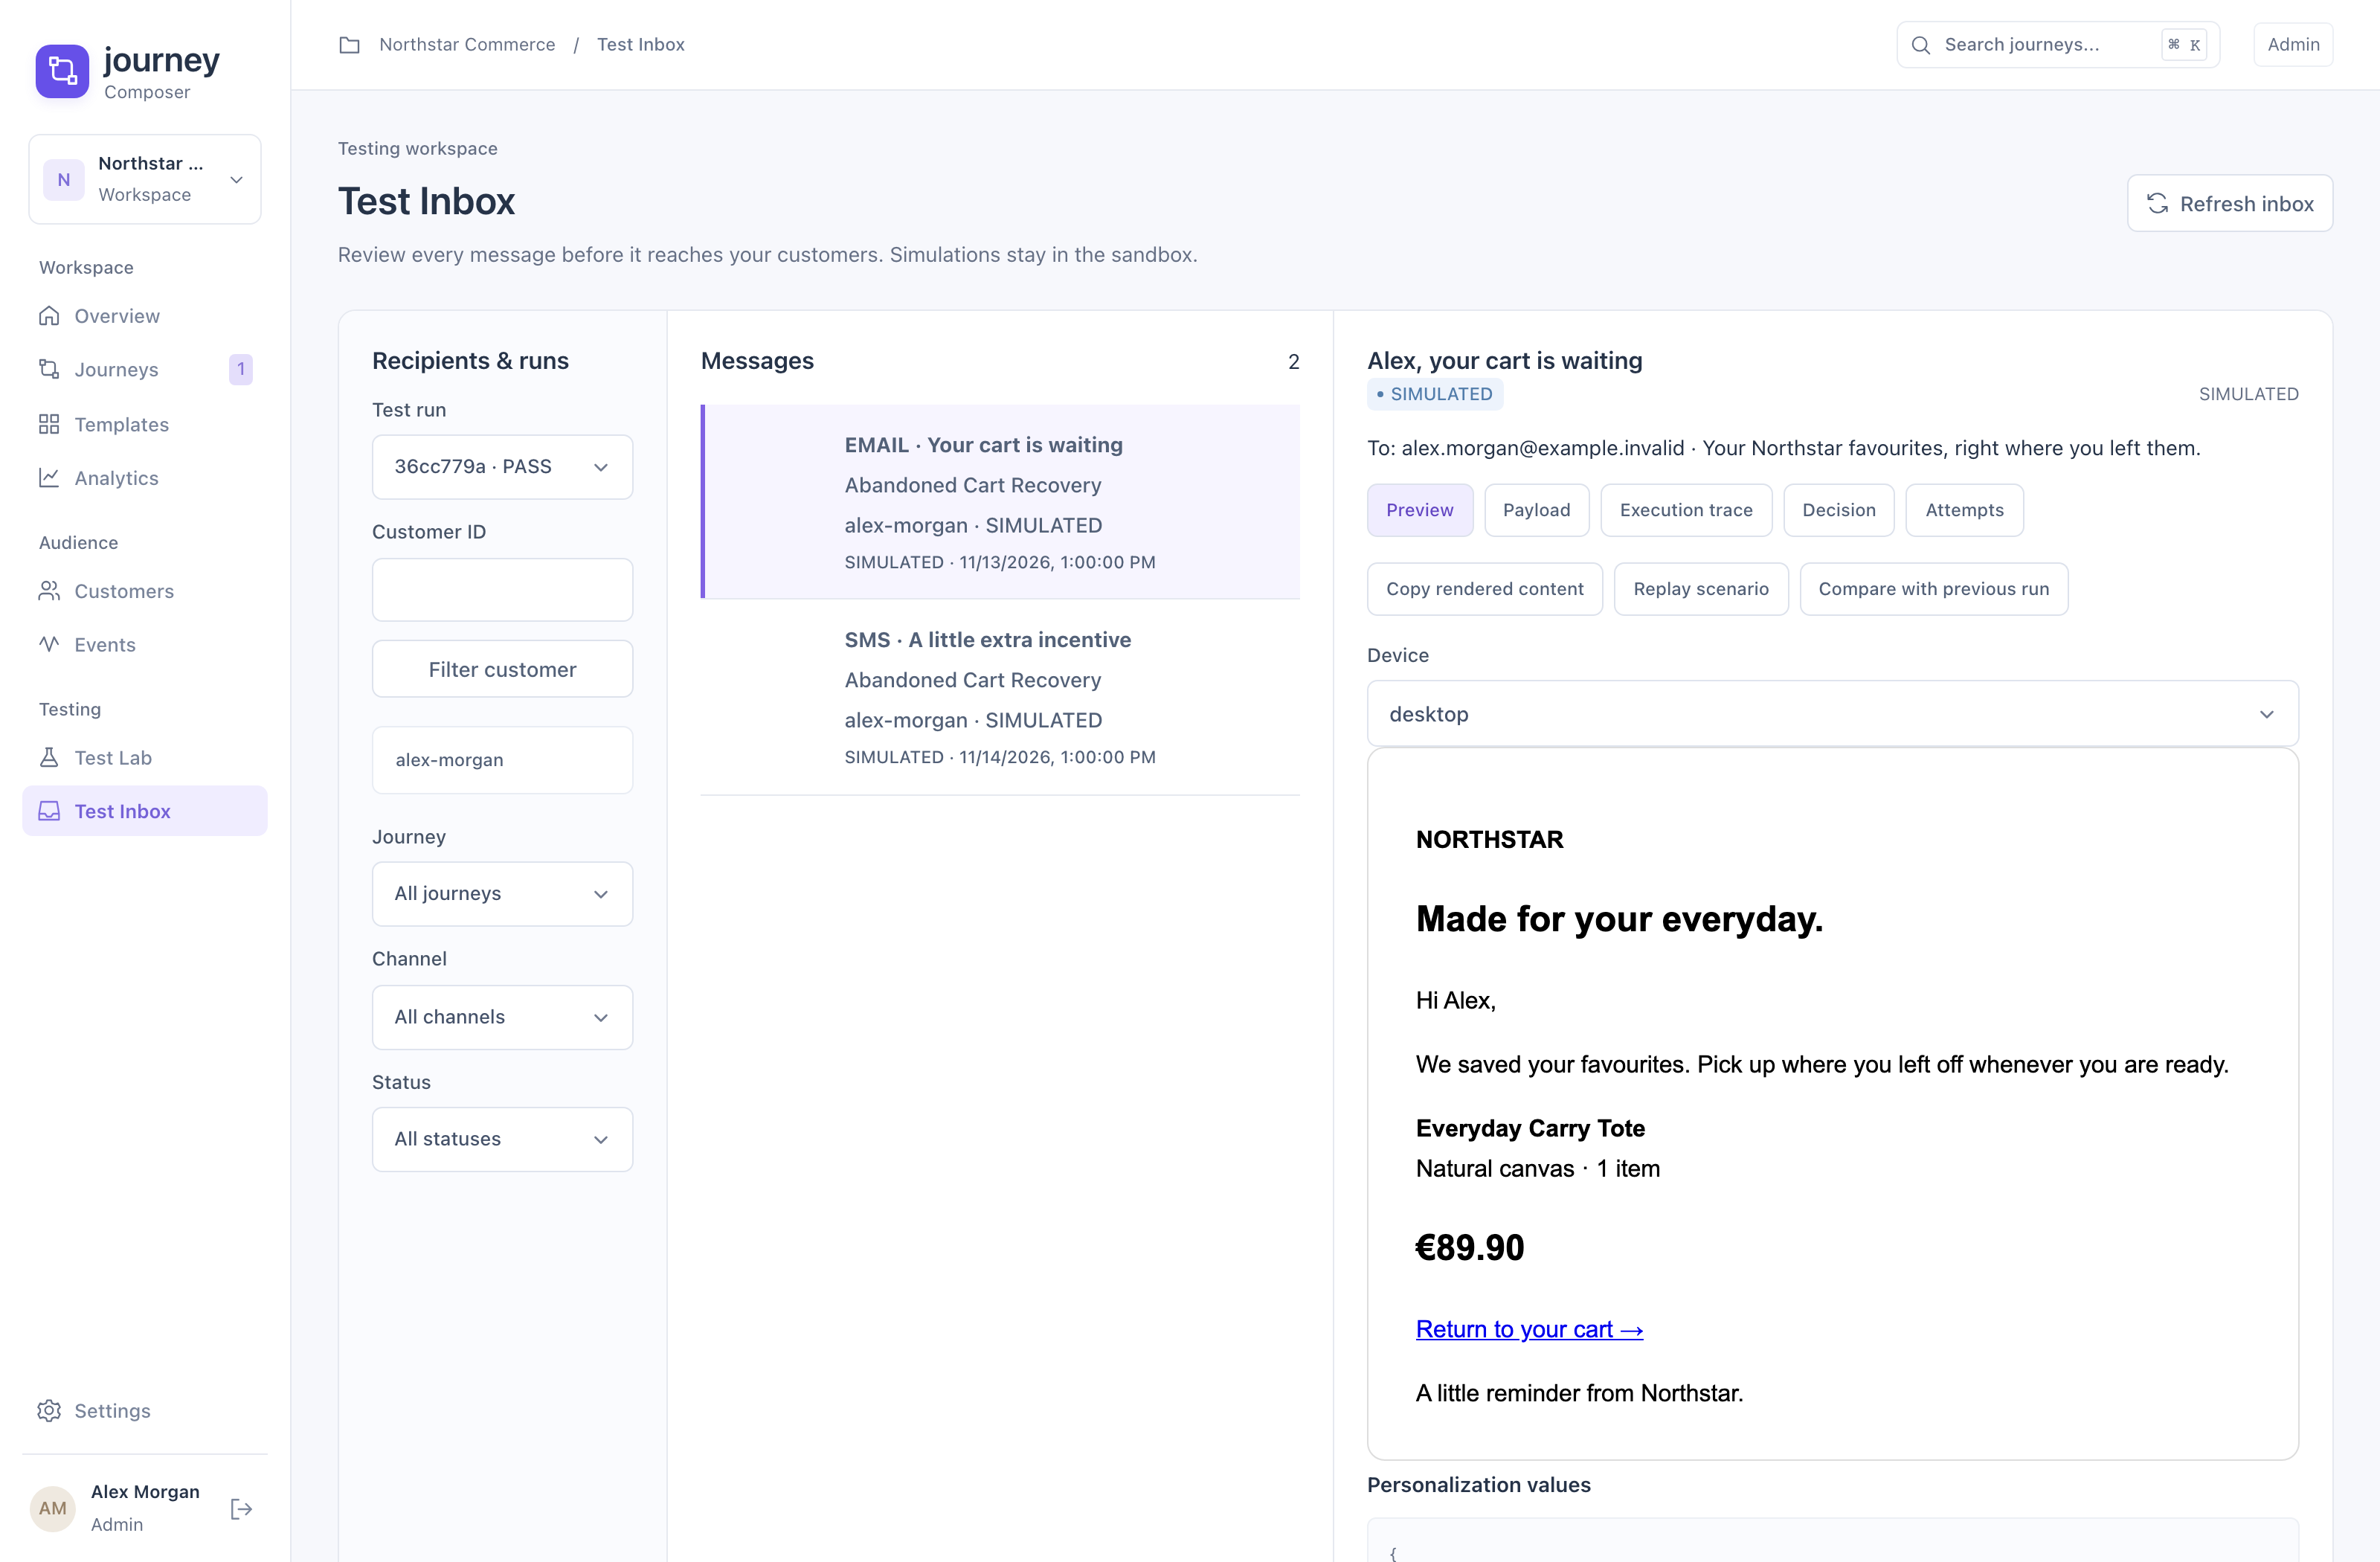 journey
Composer
N
Northstar ...
Workspace
Workspace
Overview
Journeys
1
Templates
Analytics
Audience
Customers
Events
Testing
Test Lab
Test Inbox
Settings
AM
Alex Morgan
Admin
Northstar Commerce / Test Inbox
Search journeys...
⌘ K
Admin
Testing workspace
Test Inbox
Review every message before it reaches your customers. Simulations stay in the sandbox.
Refresh inbox
Recipients & runs
Test run
36cc779a · PASS
Customer ID
Filter customer
alex-morgan
Journey
All journeys
Channel
All channels
Status
All statuses
Messages
2
EMAIL · Your cart is waiting
Abandoned Cart Recovery
alex-morgan · SIMULATED
SIMULATED · 11/13/2026, 1:00:00 PM
SMS · A little extra incentive
Abandoned Cart Recovery
alex-morgan · SIMULATED
SIMULATED · 11/14/2026, 1:00:00 PM
Alex, your cart is waiting
• SIMULATED
SIMULATED
To: alex.morgan@example.invalid · Your Northstar favourites, right where you left them.
Preview
Payload
Execution trace
Decision
Attempts
Copy rendered content
Replay scenario
Compare with previous run
Device
desktop
NORTHSTAR
Made for your everyday.
Hi Alex,
We saved your favourites. Pick up where you left off whenever you are ready.
Everyday Carry Tote
Natural canvas · 1 item
€89.90
Return to your cart →
A little reminder from Northstar.
Personalization values
{